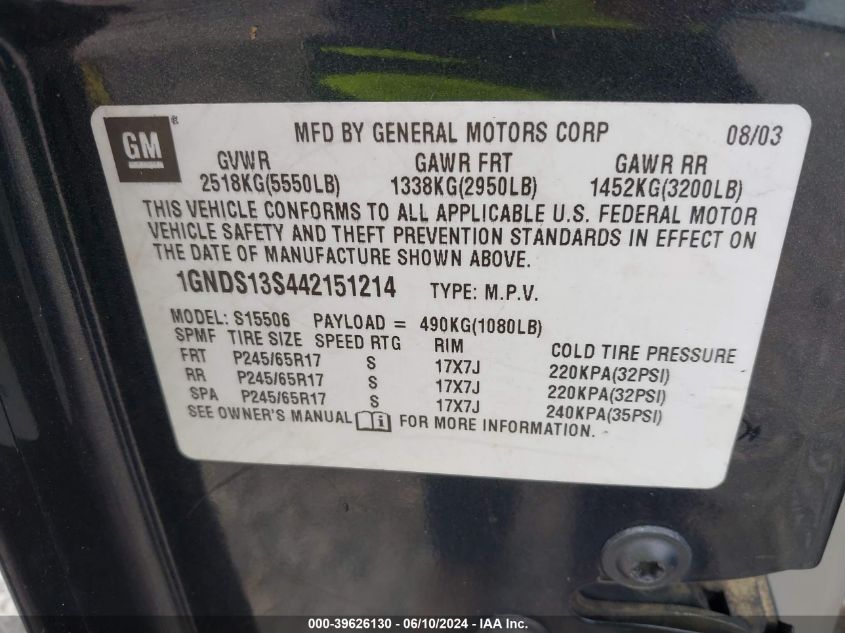 GM ®
MFD BY GENERAL MOTORS CORP 08/03
GVWR GAWR FRT GAWR RR
2518KG(5550LB) 1338KG(2950LB) 1452KG(3200LB)
THIS VEHICLE CONFORMS TO ALL APPLICABLE U.S. FEDERAL MOTOR
VEHICLE SAFETY AND THEFT PREVENTION STANDARDS IN EFFECT ON
THE DATE OF MANUFACTURE SHOWN ABOVE.
1GNDS13S442151214 TYPE: M.P.V.
MODEL: S15506 PAYLOAD = 490KG(1080LB)
SPMF TIRE SIZE SPEED RTG RIM COLD TIRE PRESSURE
FRT P245/65R17 S 17X7J 220KPA(32PSI)
RR P245/65R17 S 17X7J 220KPA(32PSI)
SPA P245/65R17 S 17X7J 240KPA(35PSI)
SEE OWNER'S MANUAL i FOR MORE INFORMATION.
000-39626130 - 06/10/2024 - IAA Inc.